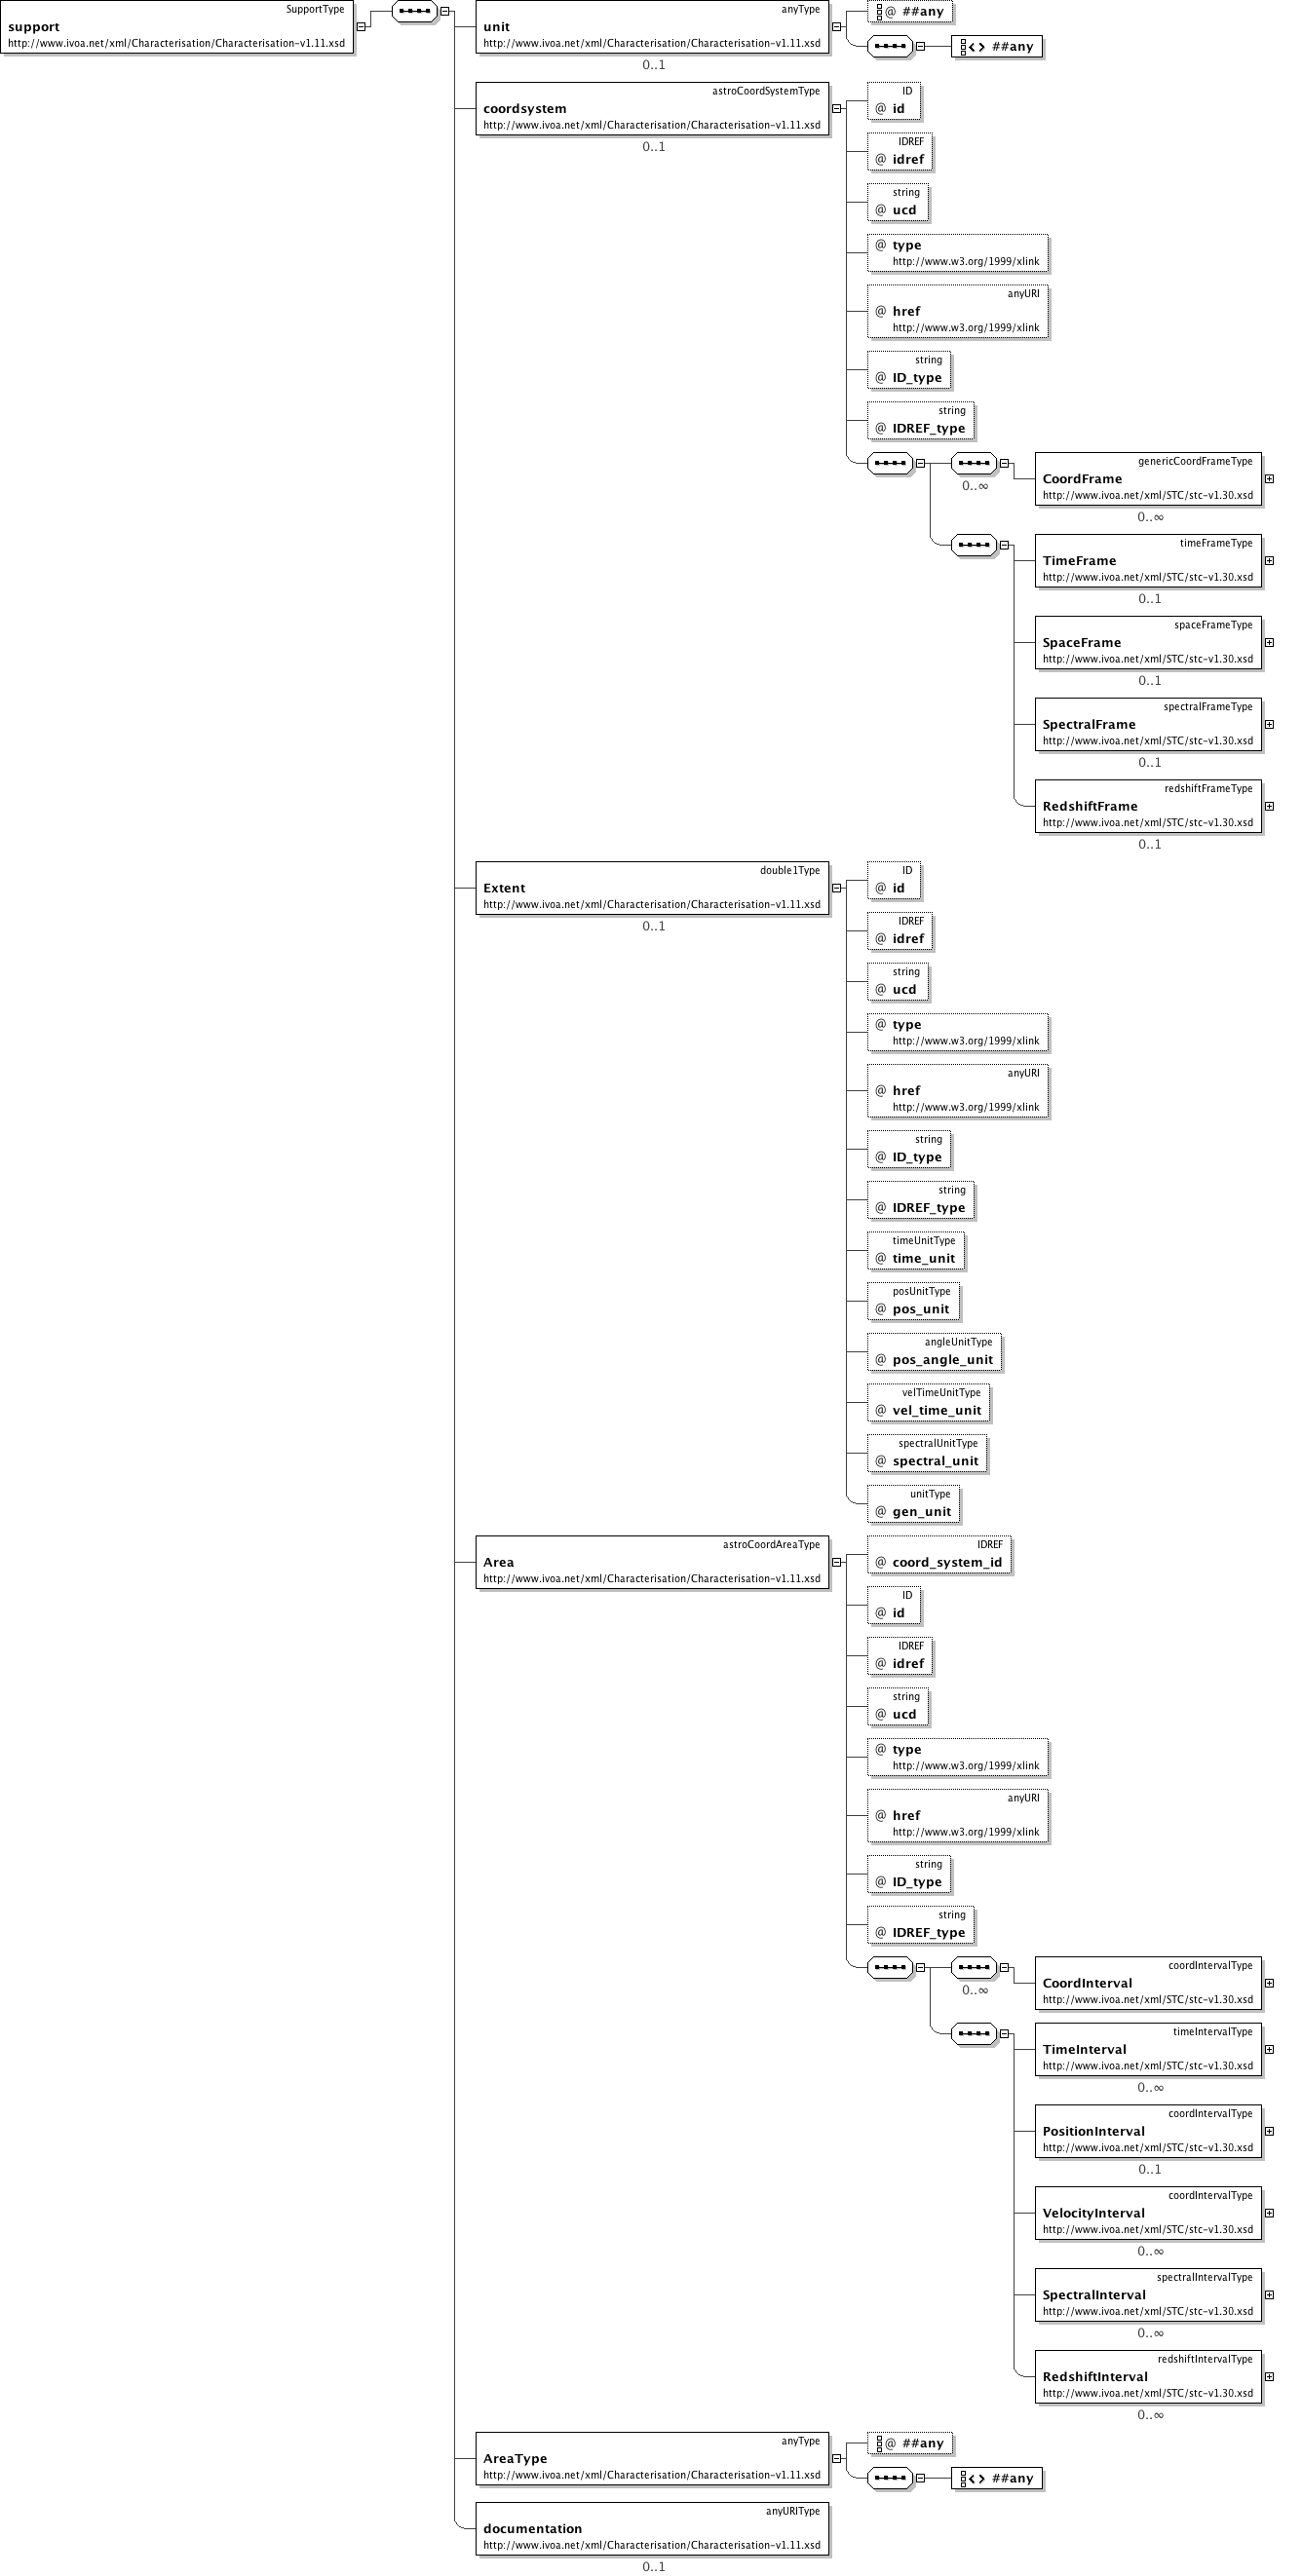 SupportType
support
http://www.ivoa.net/xml/Characterisation/Characterisation-v1.11.xsd
anyType
unit
http://www.ivoa.net/xml/Characterisation/Characterisation-v1.11.xsd
0..1
@ ##any
##any
astroCoordSystemType
coordsystem
http://www.ivoa.net/xml/Characterisation/Characterisation-v1.11.xsd
0..1
ID
@ id
IDREF
@ idref
string
@ ucd
@ type
http://www.w3.org/1999/xlink
anyURI
@ href
http://www.w3.org/1999/xlink
string
@ ID_type
string
@ IDREF_type
0..∞
genericCoordFrameType
CoordFrame
http://www.ivoa.net/xml/STC/stc-v1.30.xsd
0..∞
timeFrameType
TimeFrame
http://www.ivoa.net/xml/STC/stc-v1.30.xsd
0..1
spaceFrameType
SpaceFrame
http://www.ivoa.net/xml/STC/stc-v1.30.xsd
0..1
spectralFrameType
SpectralFrame
http://www.ivoa.net/xml/STC/stc-v1.30.xsd
0..1
redshiftFrameType
RedshiftFrame
http://www.ivoa.net/xml/STC/stc-v1.30.xsd
0..1
double1Type
Extent
http://www.ivoa.net/xml/Characterisation/Characterisation-v1.11.xsd
0..1
ID
@ id
IDREF
@ idref
string
@ ucd
@ type
http://www.w3.org/1999/xlink
anyURI
@ href
http://www.w3.org/1999/xlink
string
@ ID_type
string
@ IDREF_type
timeUnitType
@ time_unit
posUnitType
@ pos_unit
angleUnitType
@ pos_angle_unit
velTimeUnitType
@ vel_time_unit
spectralUnitType
@ spectral_unit
unitType
@ gen_unit
astroCoordAreaType
Area
http://www.ivoa.net/xml/Characterisation/Characterisation-v1.11.xsd
IDREF
@ coord_system_id
ID
@ id
IDREF
@ idref
string
@ ucd
@ type
http://www.w3.org/1999/xlink
anyURI
@ href
http://www.w3.org/1999/xlink
string
@ ID_type
string
@ IDREF_type
0..∞
coordIntervalType
CoordInterval
http://www.ivoa.net/xml/STC/stc-v1.30.xsd
timeIntervalType
TimeInterval
http://www.ivoa.net/xml/STC/stc-v1.30.xsd
0..∞
coordIntervalType
PositionInterval
http://www.ivoa.net/xml/STC/stc-v1.30.xsd
0..1
coordIntervalType
VelocityInterval
http://www.ivoa.net/xml/STC/stc-v1.30.xsd
0..∞
spectralIntervalType
SpectralInterval
http://www.ivoa.net/xml/STC/stc-v1.30.xsd
0..∞
redshiftIntervalType
RedshiftInterval
http://www.ivoa.net/xml/STC/stc-v1.30.xsd
0..∞
anyType
AreaType
http://www.ivoa.net/xml/Characterisation/Characterisation-v1.11.xsd
@ ##any
##any
anyURIType
documentation
http://www.ivoa.net/xml/Characterisation/Characterisation-v1.11.xsd
0..1